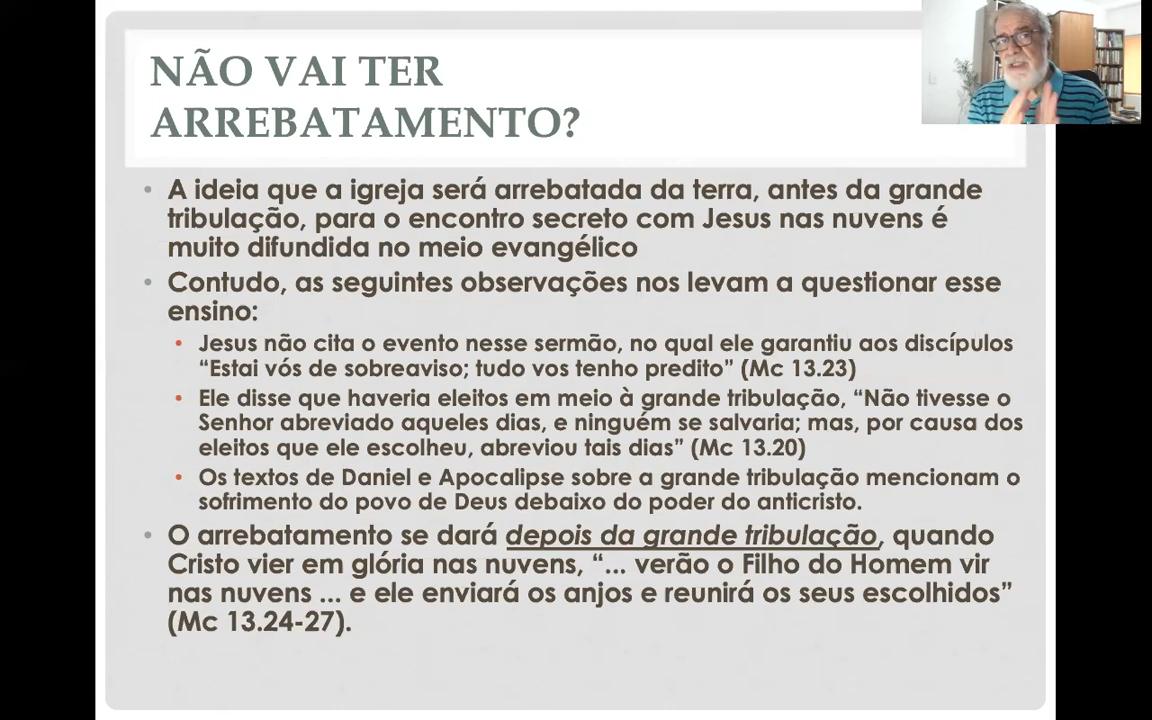 NÃO VAI TER
ARREBATAMENTO?
• A ideia que a igreja será arrebatada da terra, antes da grande
tribulação, para o encontro secreto com Jesus nas nuvens é
muito difundida no meio evangélico
• Contudo, as seguintes observações nos levam a questionar esse
ensino:
• Jesus não cita o evento nesse sermão, no qual ele garantiu aos discípulos
“Estai vós de sobreaviso; tudo vos tenho predito” (Mc 13.23)
• Ele disse que haveria eleitos em meio à grande tribulação, “Não tivesse o
Senhor abreviado aqueles dias, e ninguém se salvaria; mas, por causa dos
eleitos que ele escolheu, abreviou tais dias” (Mc 13.20)
• Os textos de Daniel e Apocalipse sobre a grande tribulação mencionam o
sofrimento do povo de Deus debaixo do poder do anticristo.
• O arrebatamento se dará depois da grande tribulação, quando
Cristo vier em glória nas nuvens, “... verão o Filho do Homem vir
nas nuvens ... e ele enviará os anjos e reunirá os seus escolhidos”
(Mc 13.24-27).